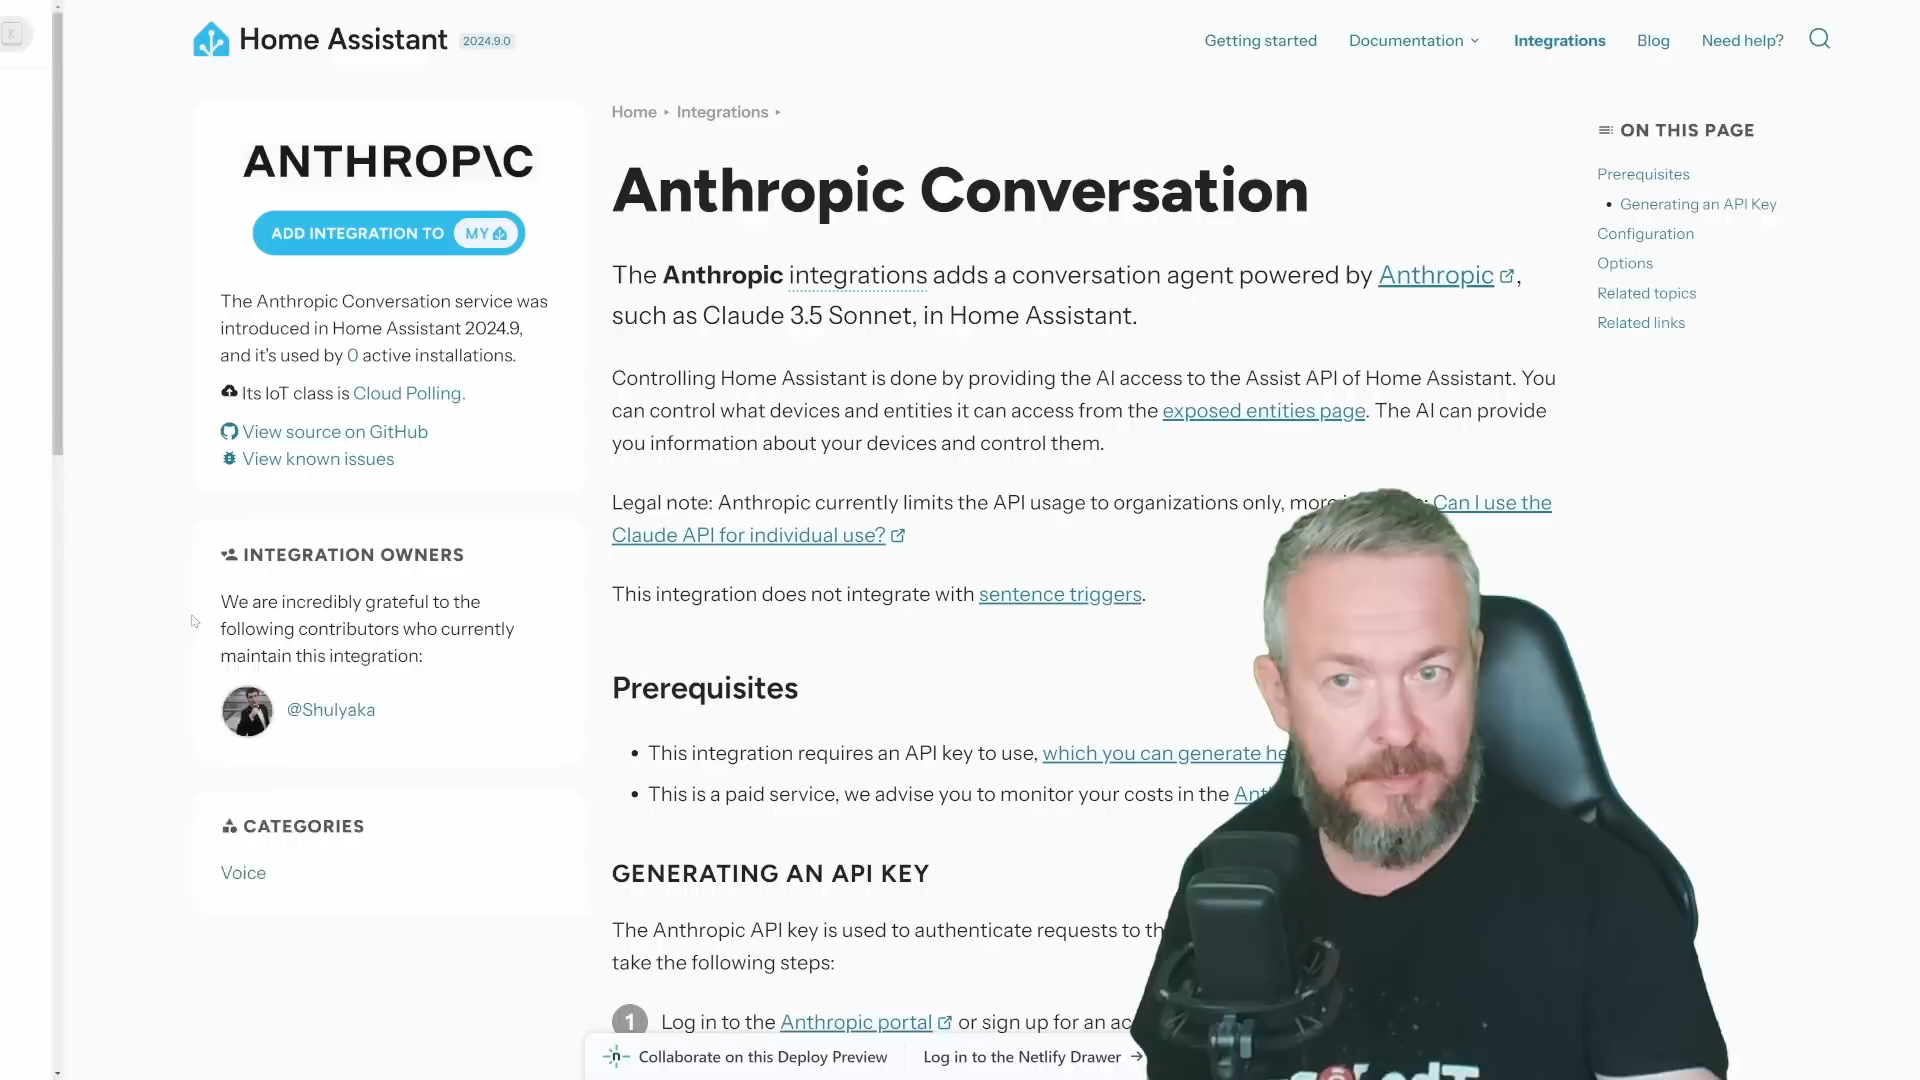 Home Assistant 2024.9.0
Getting started Documentation Integrations Blog Need help?
ANTHROP\C
ADD INTEGRATION TO MY
The Anthropic Conversation service was
introduced in Home Assistant 2024.9,
and it's used by 0 active installations.
Its IoT class is Cloud Polling.
View source on GitHub
View known issues
INTEGRATION OWNERS
We are incredibly grateful to the
following contributors who currently
maintain this integration:
@Shulyaka
CATEGORIES
Voice
Home ‣ Integrations ‣
Anthropic Conversation
The Anthropic integrations adds a conversation agent powered by Anthropic,
such as Claude 3.5 Sonnet, in Home Assistant.
Controlling Home Assistant is done by providing the AI access to the Assist API of Home Assistant. You
can control what devices and entities it can access from the exposed entities page. The AI can provide
you information about your devices and control them.
Legal note: Anthropic currently limits the API usage to organizations only, Can I use the
Claude API for individual use?
This integration does not integrate with sentence triggers.
Prerequisites
• This integration requires an API key to use, which you can generate
• This is a paid service, we advise you to monitor your costs in the
GENERATING AN API KEY
The Anthropic API key is used to authenticate requests to
take the following steps:
1 Log in to the Anthropic portal or sign up for an
Collaborate on this Deploy Preview Log in to the Netlify Drawer →
ON THIS PAGE
Prerequisites
• Generating an API Key
Configuration
Options
Related topics
Related links
K